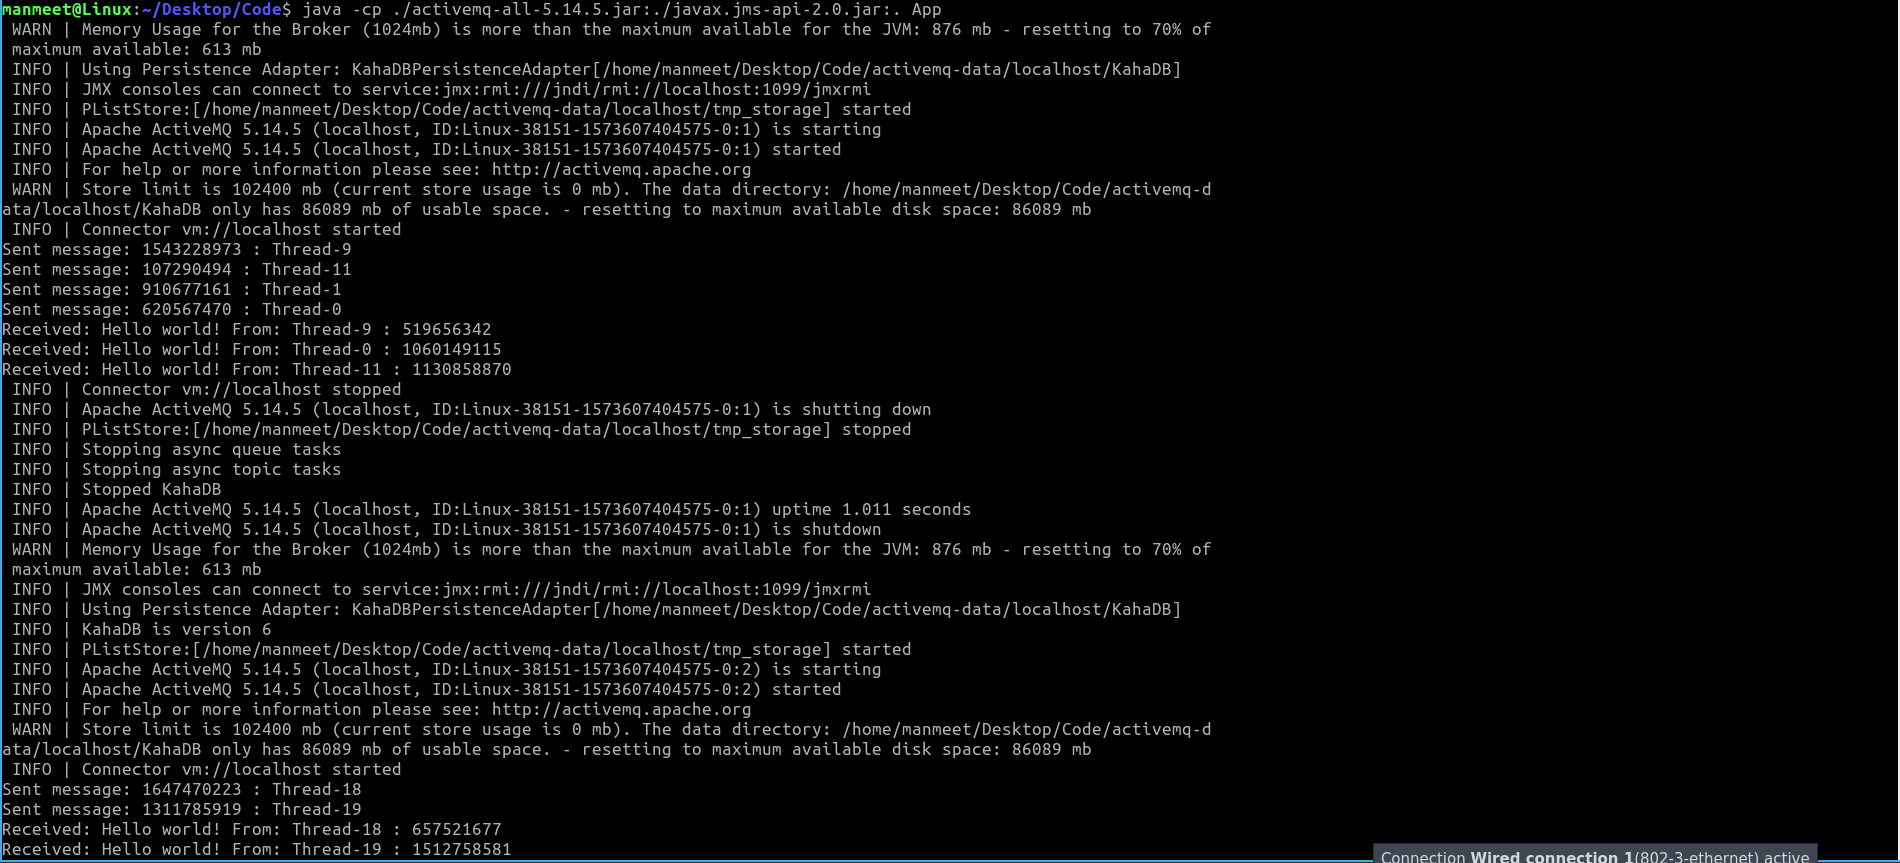 manmeet@Linux:~/Desktop/Code$ java -cp ./activemq-all-5.14.5.jar:./javax.jms-api-2.0.jar:. App
 WARN | Memory Usage for the Broker (1024mb) is more than the maximum available for the JVM: 876 mb - resetting to 70% of
 maximum available: 613 mb
 INFO | Using Persistence Adapter: KahaDBPersistenceAdapter[/home/manmeet/Desktop/Code/activemq-data/localhost/KahaDB]
 INFO | JMX consoles can connect to service:jmx:rmi:///jndi/rmi://localhost:1099/jmxrmi
 INFO | PListStore:[/home/manmeet/Desktop/Code/activemq-data/localhost/tmp_storage] started
 INFO | Apache ActiveMQ 5.14.5 (localhost, ID:Linux-38151-1573607404575-0:1) is starting
 INFO | Apache ActiveMQ 5.14.5 (localhost, ID:Linux-38151-1573607404575-0:1) started
 INFO | For help or more information please see: http://activemq.apache.org
 WARN | Store limit is 102400 mb (current store usage is 0 mb). The data directory: /home/manmeet/Desktop/Code/activemq-d
ata/localhost/KahaDB only has 86089 mb of usable space. - resetting to maximum available disk space: 86089 mb
 INFO | Connector vm://localhost started
Sent message: 1543228973 : Thread-9
Sent message: 107290494 : Thread-11
Sent message: 910677161 : Thread-1
Sent message: 620567470 : Thread-0
Received: Hello world! From: Thread-9 : 519656342
Received: Hello world! From: Thread-0 : 1060149115
Received: Hello world! From: Thread-11 : 1130858870
 INFO | Connector vm://localhost stopped
 INFO | Apache ActiveMQ 5.14.5 (localhost, ID:Linux-38151-1573607404575-0:1) is shutting down
 INFO | PListStore:[/home/manmeet/Desktop/Code/activemq-data/localhost/tmp_storage] stopped
 INFO | Stopping async queue tasks
 INFO | Stopping async topic tasks
 INFO | Stopped KahaDB
 INFO | Apache ActiveMQ 5.14.5 (localhost, ID:Linux-38151-1573607404575-0:1) uptime 1.011 seconds
 INFO | Apache ActiveMQ 5.14.5 (localhost, ID:Linux-38151-1573607404575-0:1) is shutdown
 WARN | Memory Usage for the Broker (1024mb) is more than the maximum available for the JVM: 876 mb - resetting to 70% of
 maximum available: 613 mb
 INFO | JMX consoles can connect to service:jmx:rmi:///jndi/rmi://localhost:1099/jmxrmi
 INFO | Using Persistence Adapter: KahaDBPersistenceAdapter[/home/manmeet/Desktop/Code/activemq-data/localhost/KahaDB]
 INFO | KahaDB is version 6
 INFO | PListStore:[/home/manmeet/Desktop/Code/activemq-data/localhost/tmp_storage] started
 INFO | Apache ActiveMQ 5.14.5 (localhost, ID:Linux-38151-1573607404575-0:2) is starting
 INFO | Apache ActiveMQ 5.14.5 (localhost, ID:Linux-38151-1573607404575-0:2) started
 INFO | For help or more information please see: http://activemq.apache.org
 WARN | Store limit is 102400 mb (current store usage is 0 mb). The data directory: /home/manmeet/Desktop/Code/activemq-d
ata/localhost/KahaDB only has 86089 mb of usable space. - resetting to maximum available disk space: 86089 mb
 INFO | Connector vm://localhost started
Sent message: 1647470223 : Thread-18
Sent message: 1311785919 : Thread-19
Received: Hello world! From: Thread-18 : 657521677
Received: Hello world! From: Thread-19 : 1512758581
Connection Wired connection 1(802-3-ethernet) active